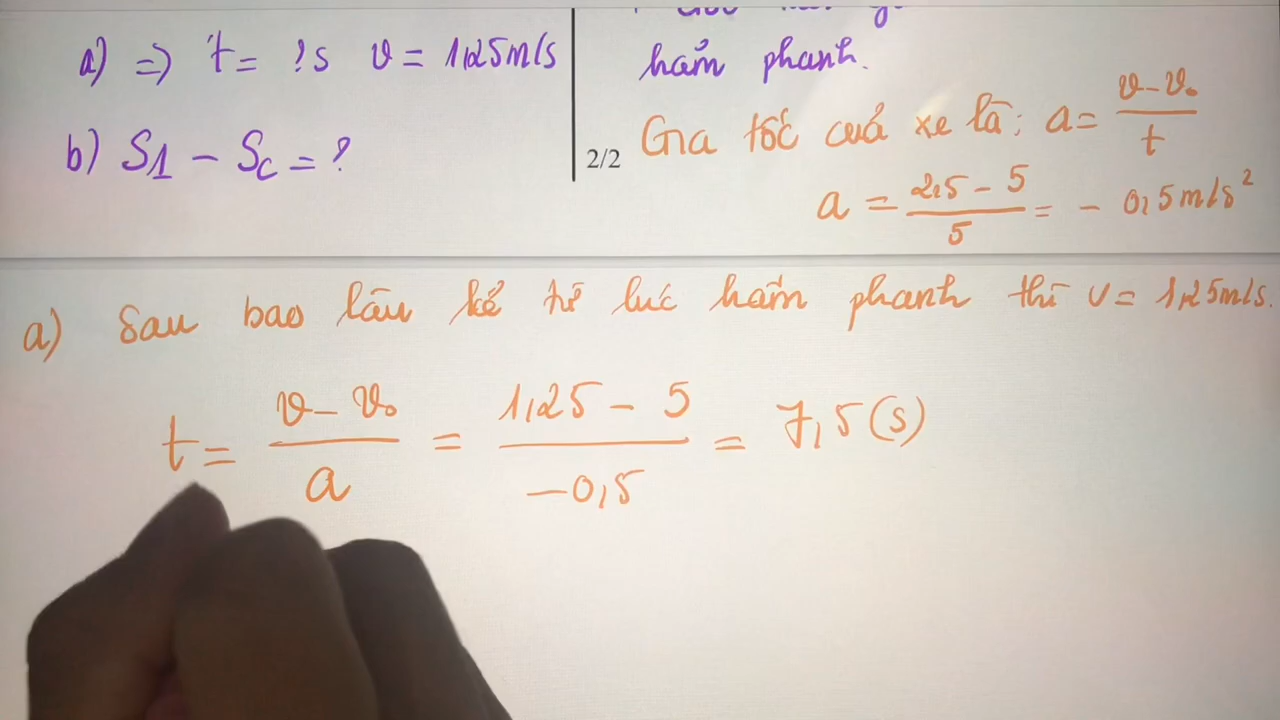 a) => t = ? s v = 1,25m/s
b) S1 - Sc = ?
hãm phanh.
2/2
Gia tốc của xe là: a = (v - v₀)/t
a = (2,5 - 5)/5 = - 0,5 m/s²
a) Sau bao lâu kể từ lúc hãm phanh thì v = 1,25m/s.
t = (v - v₀)/a = (1,25 - 5)/(-0,5) = 7,5 (s)